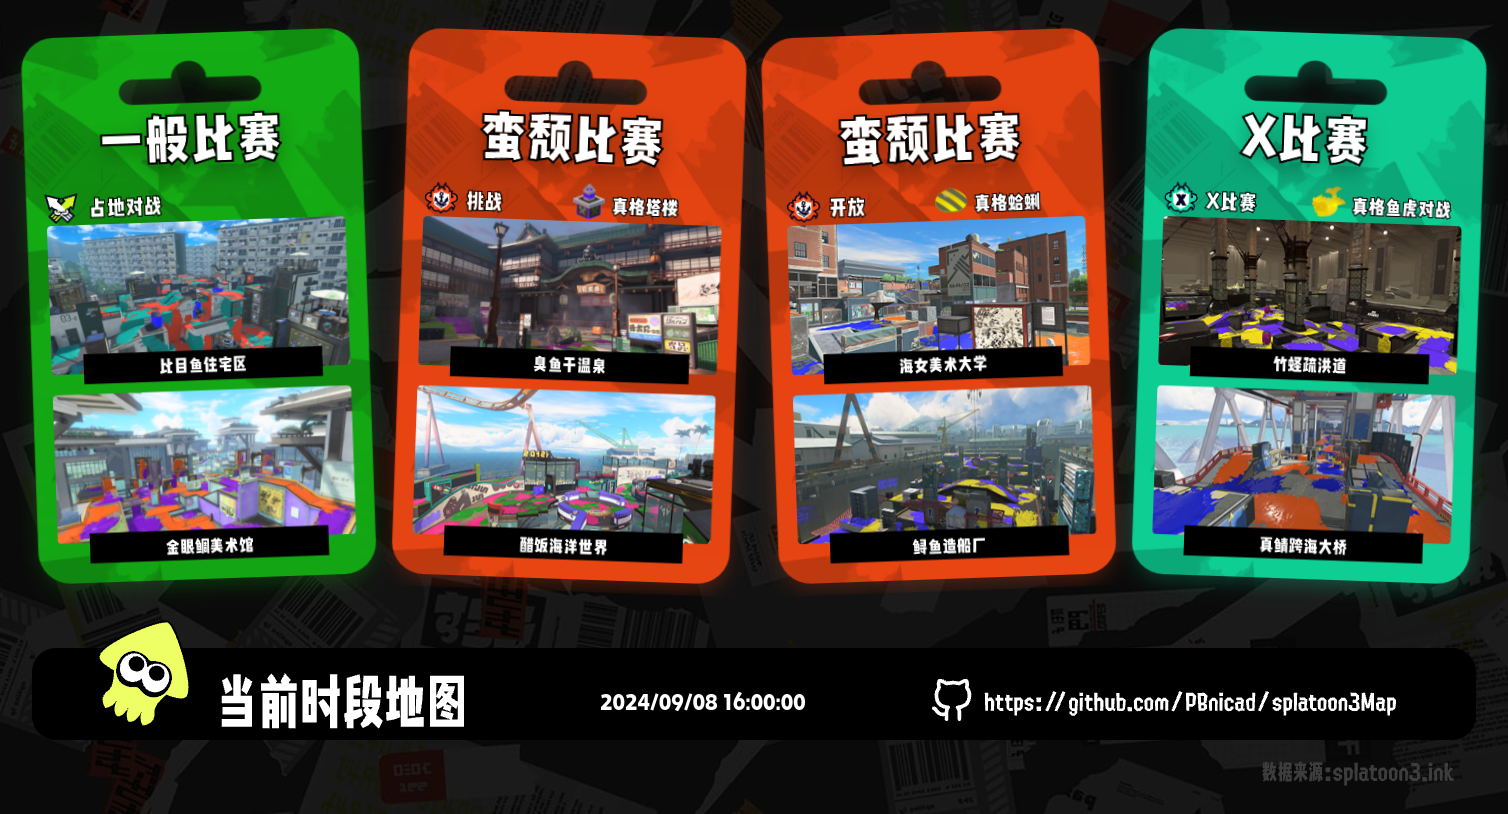 一般比赛
占地对战
比目鱼住宅区
金眼鲷美术馆
蛮颓比赛
挑战
真格塔楼
臭鱼干温泉
醋饭海洋世界
蛮颓比赛
开放
真格蛤蜊
海女美术大学
鲟鱼造船厂
X比赛
X比赛
真格鱼虎对战
竹蛏疏洪道
真鲭跨海大桥
当前时段地图
2024/09/08 16:00:00
https://github.com/PBnicad/splatoon3Map
数据来源:splatoon3.ink